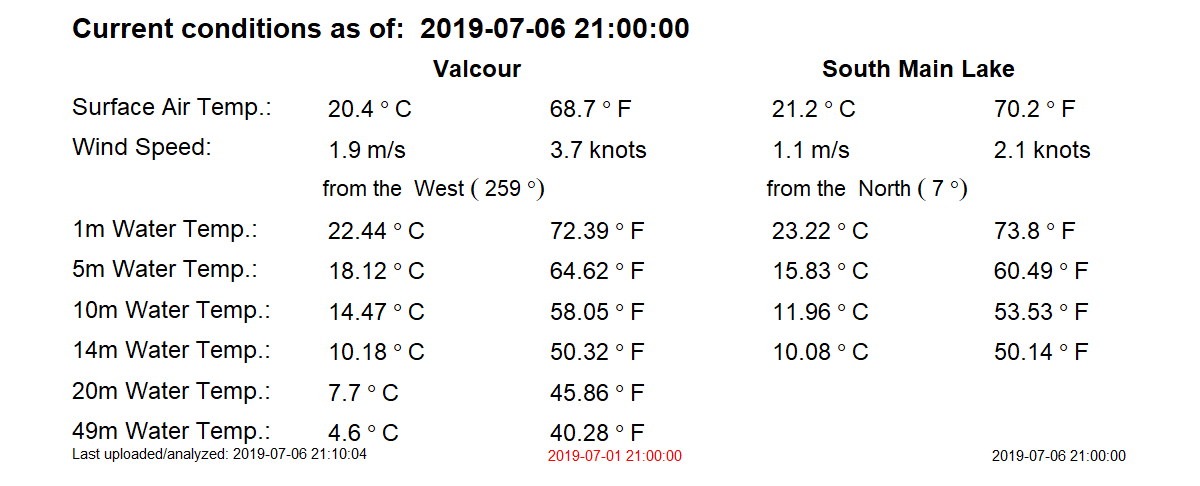 Current conditions as of: 2019-07-06 21:00:00
Valcour South Main Lake
Surface Air Temp.: 20.4 ° C 68.7 ° F 21.2 ° C 70.2 ° F
Wind Speed: 1.9 m/s 3.7 knots 1.1 m/s 2.1 knots
from the West ( 259 °) from the North ( 7 °)
1m Water Temp.: 22.44 ° C 72.39 ° F 23.22 ° C 73.8 ° F
5m Water Temp.: 18.12 ° C 64.62 ° F 15.83 ° C 60.49 ° F
10m Water Temp.: 14.47 ° C 58.05 ° F 11.96 ° C 53.53 ° F
14m Water Temp.: 10.18 ° C 50.32 ° F 10.08 ° C 50.14 ° F
20m Water Temp.: 7.7 ° C 45.86 ° F
49m Water Temp.: 4.6 ° C 40.28 ° F
Last uploaded/analyzed: 2019-07-06 21:10:04 2019-07-01 21:00:00 2019-07-06 21:00:00